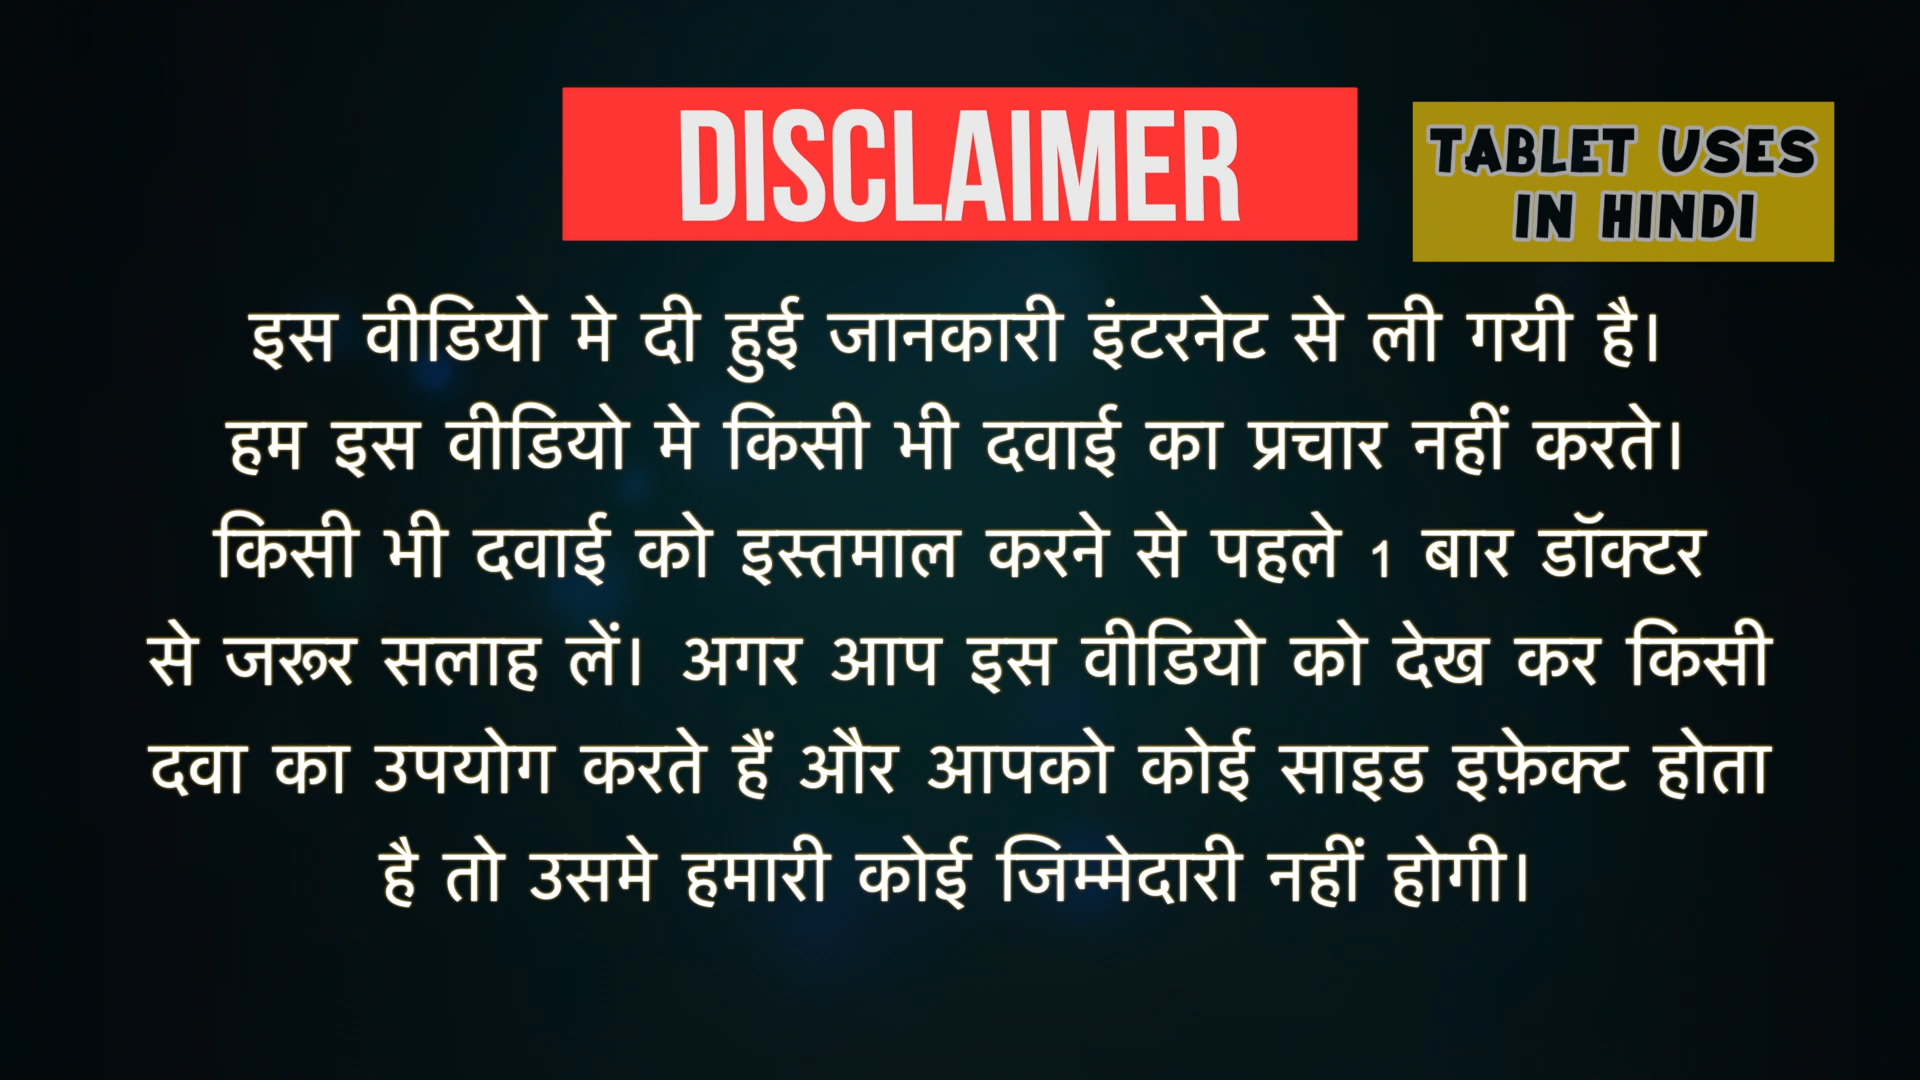 DISCLAIMER
TABLET USES
IN HINDI
इस वीडियो मे दी हुई जानकारी इंटरनेट से ली गयी है।
हम इस वीडियो मे किसी भी दवाई का प्रचार नहीं करते।
किसी भी दवाई को इस्तमाल करने से पहले 1 बार डॉक्टर
से जरूर सलाह लें। अगर आप इस वीडियो को देख कर किसी
दवा का उपयोग करते हैं और आपको कोई साइड इफ़ेक्ट होता
है तो उसमे हमारी कोई जिम्मेदारी नहीं होगी।